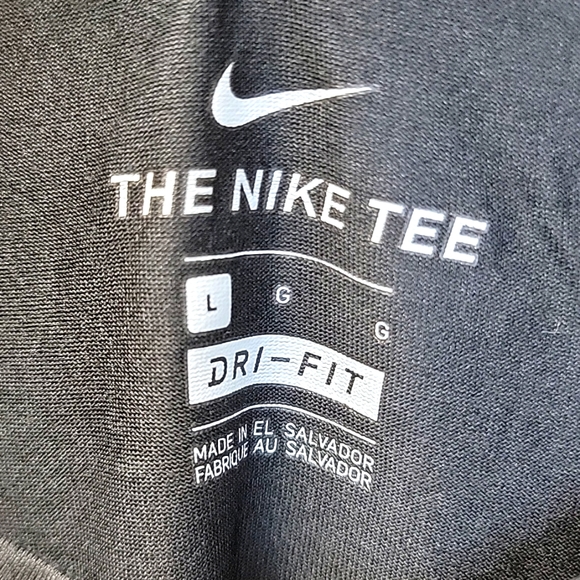 THE NIKE TEE
L G G
DRI-FIT
MADE IN EL SALVADOR
FABRIQUE AU SALVADOR